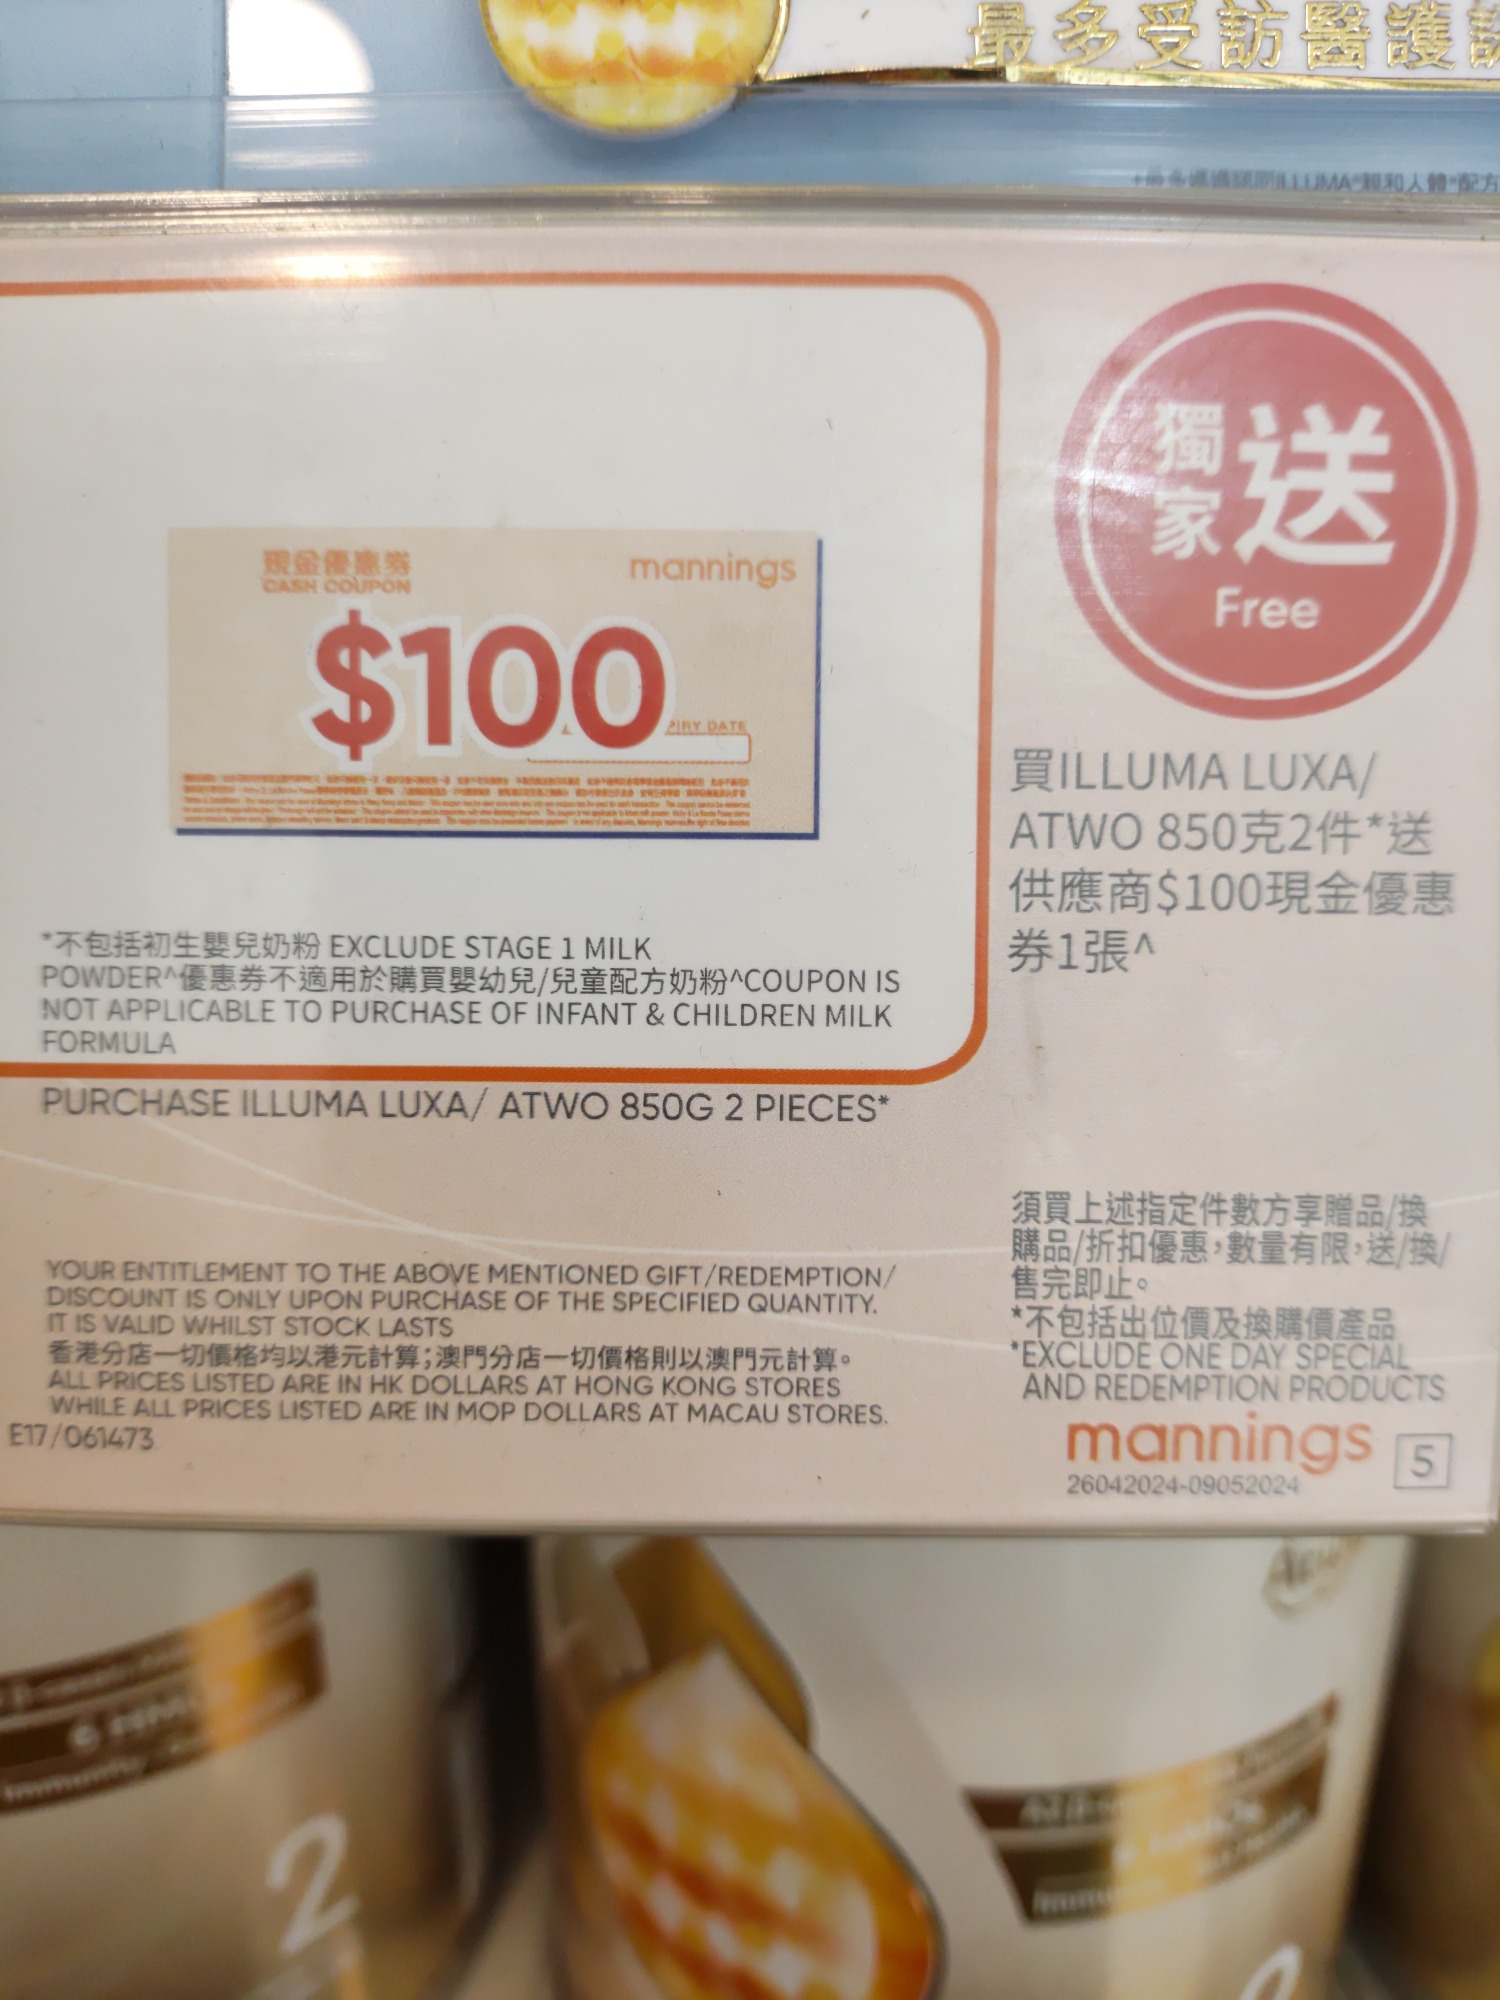 最多受訪醫護
ILLUMA
親和人體
配方
獨家送
Free
現金優惠券
CASH COUPON
mannings
$100
PIRY DATE
買ILLUMA LUXA/
ATWO 850克2件*送
供應商$100現金優惠
券1張^
*不包括初生嬰兒奶粉 EXCLUDE STAGE 1 MILK
POWDER^優惠券不適用於購買嬰幼兒/兒童配方奶粉^COUPON IS
NOT APPLICABLE TO PURCHASE OF INFANT & CHILDREN MILK
FORMULA
PURCHASE ILLUMA LUXA/ ATWO 850G 2 PIECES*
YOUR ENTITLEMENT TO THE ABOVE MENTIONED GIFT/REDEMPTION/
DISCOUNT IS ONLY UPON PURCHASE OF THE SPECIFIED QUANTITY.
IT IS VALID WHILST STOCK LASTS
香港分店一切價格均以港元計算;澳門分店一切價格則以澳門元計算。
ALL PRICES LISTED ARE IN HK DOLLARS AT HONG KONG STORES
WHILE ALL PRICES LISTED ARE IN MOP DOLLARS AT MACAU STORES.
E17/061473
須買上述指定件數方享贈品/換
購品/折扣優惠,數量有限,送/換/
售完即止。
*不包括出位價及換購價產品
*EXCLUDE ONE DAY SPECIAL
AND REDEMPTION PRODUCTS
mannings
26042024-09052024
5
2